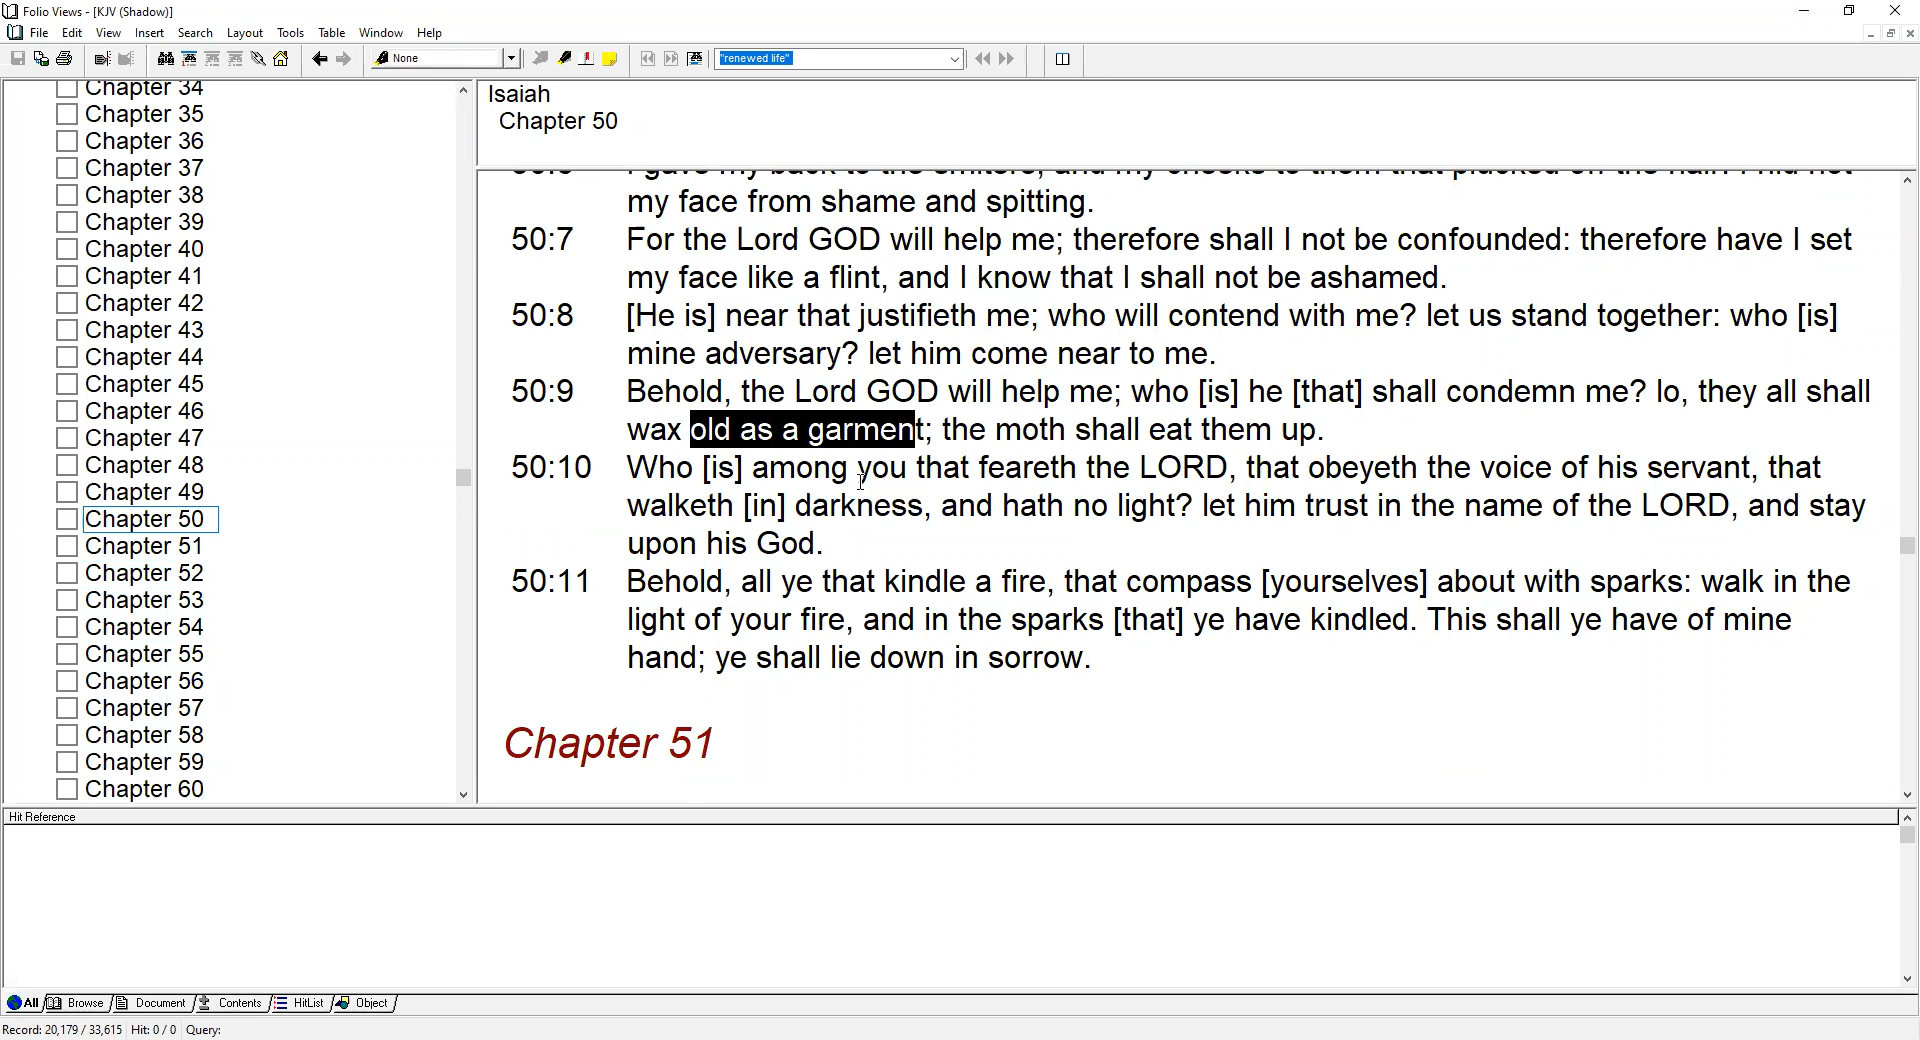 Folio Views - [KJV (Shadow)]
File Edit View Insert Search Layout Tools Table Window Help
None "renewed life"
Chapter 34
Chapter 35
Chapter 36
Chapter 37
Chapter 38
Chapter 39
Chapter 40
Chapter 41
Chapter 42
Chapter 43
Chapter 44
Chapter 45
Chapter 46
Chapter 47
Chapter 48
Chapter 49
Chapter 50
Chapter 51
Chapter 52
Chapter 53
Chapter 54
Chapter 55
Chapter 56
Chapter 57
Chapter 58
Chapter 59
Chapter 60
Isaiah
Chapter 50
my face from shame and spitting.
50:7 For the Lord GOD will help me; therefore shall I not be confounded: therefore have I set
my face like a flint, and I know that I shall not be ashamed.
50:8 [He is] near that justifieth me; who will contend with me? let us stand together: who [is]
mine adversary? let him come near to me.
50:9 Behold, the Lord GOD will help me; who [is] he [that] shall condemn me? lo, they all shall
wax old as a garment; the moth shall eat them up.
50:10 Who [is] among you that feareth the LORD, that obeyeth the voice of his servant, that
walketh [in] darkness, and hath no light? let him trust in the name of the LORD, and stay
upon his God.
50:11 Behold, all ye that kindle a fire, that compass [yourselves] about with sparks: walk in the
light of your fire, and in the sparks [that] ye have kindled. This shall ye have of mine
hand; ye shall lie down in sorrow.
Chapter 51
Hit Reference
All Browse Document Contents HitList Object
Record: 20,179 / 33,615 Hit: 0 / 0 Query: